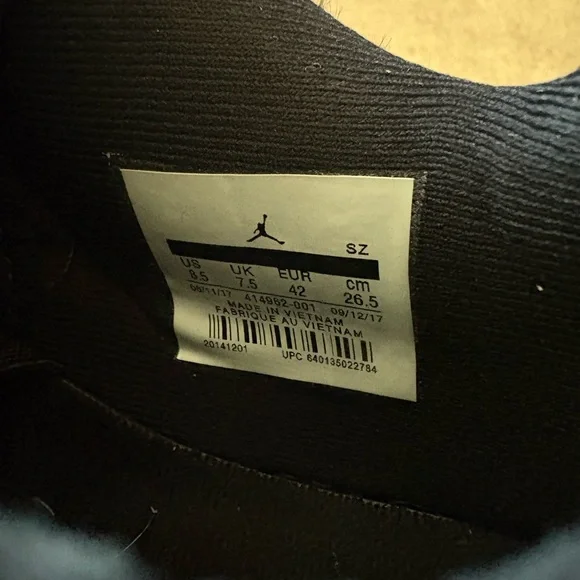 SZ
US UK EUR cm
8.5 7.5 42 26.5
08/11/17 414962-001 09/12/17
MADE IN VIETNAM
FABRIQUE AU VIETNAM
20141201 UPC 640135022784